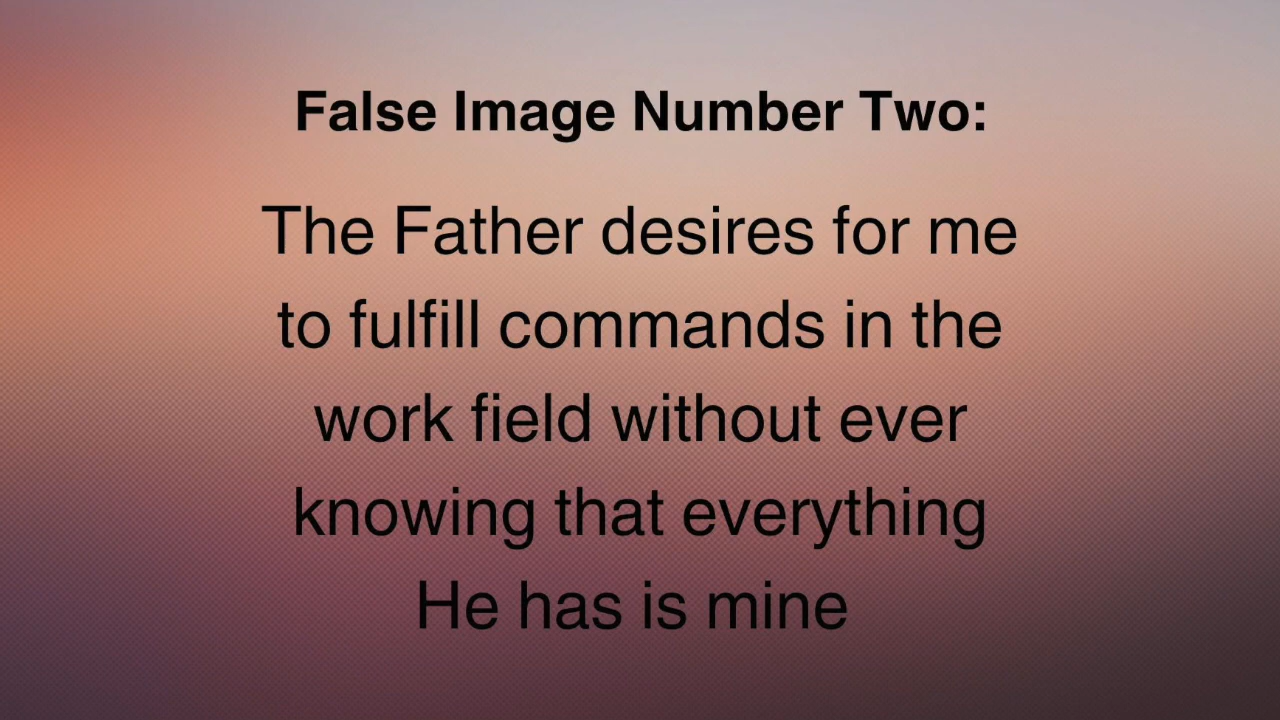 False Image Number Two:
The Father desires for me
to fulfill commands in the
work field without ever
knowing that everything
He has is mine